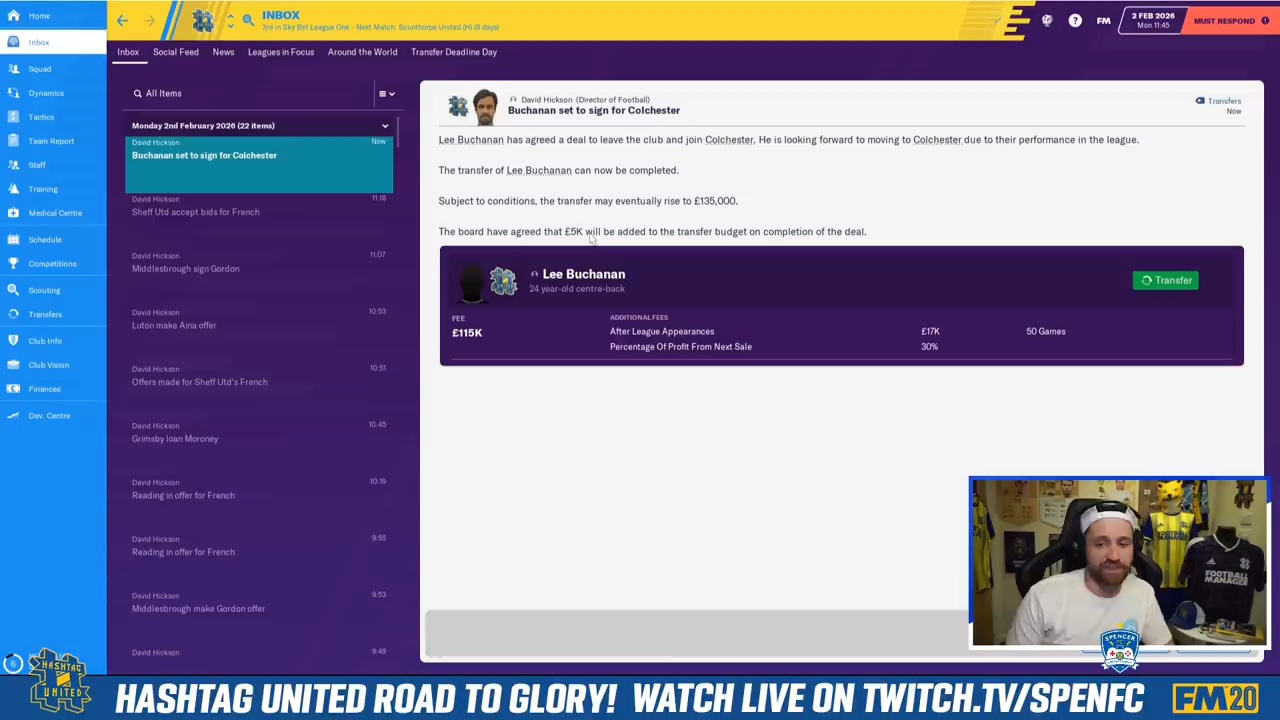 Home
Inbox
Squad
Dynamics
Tactics
Team Report
Staff
Training
Medical Centre
Schedule
Competitions
Scouting
Transfers
Club Info
Club Vision
Finances
Dev. Centre
6
INBOX
3rd in Sky Bet League One - Next Match: Scunthorpe United (H) (0 days)
FM
2 FEB 2026
Mon 11:45
MUST RESPOND
Inbox
Social Feed
News
Leagues in Focus
Around the World
Transfer Deadline Day
All Items
Monday 2nd February 2026 (22 items)
David Hickson
Now
Buchanan set to sign for Colchester
David Hickson
11:18
Sheff Utd accept bids for French
David Hickson
11:07
Middlesbrough sign Gordon
David Hickson
10:53
Luton make Aina offer
David Hickson
10:51
Offers made for Sheff Utd's French
David Hickson
10:45
Grimsby loan Moroney
David Hickson
10:19
Reading in offer for French
David Hickson
9:55
Reading in offer for French
David Hickson
9:53
Middlesbrough make Gordon offer
David Hickson
9:49
David Hickson (Director of Football)
Buchanan set to sign for Colchester
Transfers
Now
Lee Buchanan has agreed a deal to leave the club and join Colchester. He is looking forward to moving to Colchester due to their performance in the league.
The transfer of Lee Buchanan can now be completed.
Subject to conditions, the transfer may eventually rise to £135,000.
The board have agreed that £5K will be added to the transfer budget on completion of the deal.
Lee Buchanan
24 year-old centre-back
Transfer
FEE
£115K
ADDITIONAL FEES
After League Appearances
£17K
50 Games
Percentage Of Profit From Next Sale
30%
FOOTBALL
MANAGER
SPENCER
HASHTAG
UNITED
HASHTAG UNITED ROAD TO GLORY! WATCH LIVE ON TWITCH.TV/SPENFC
FM20